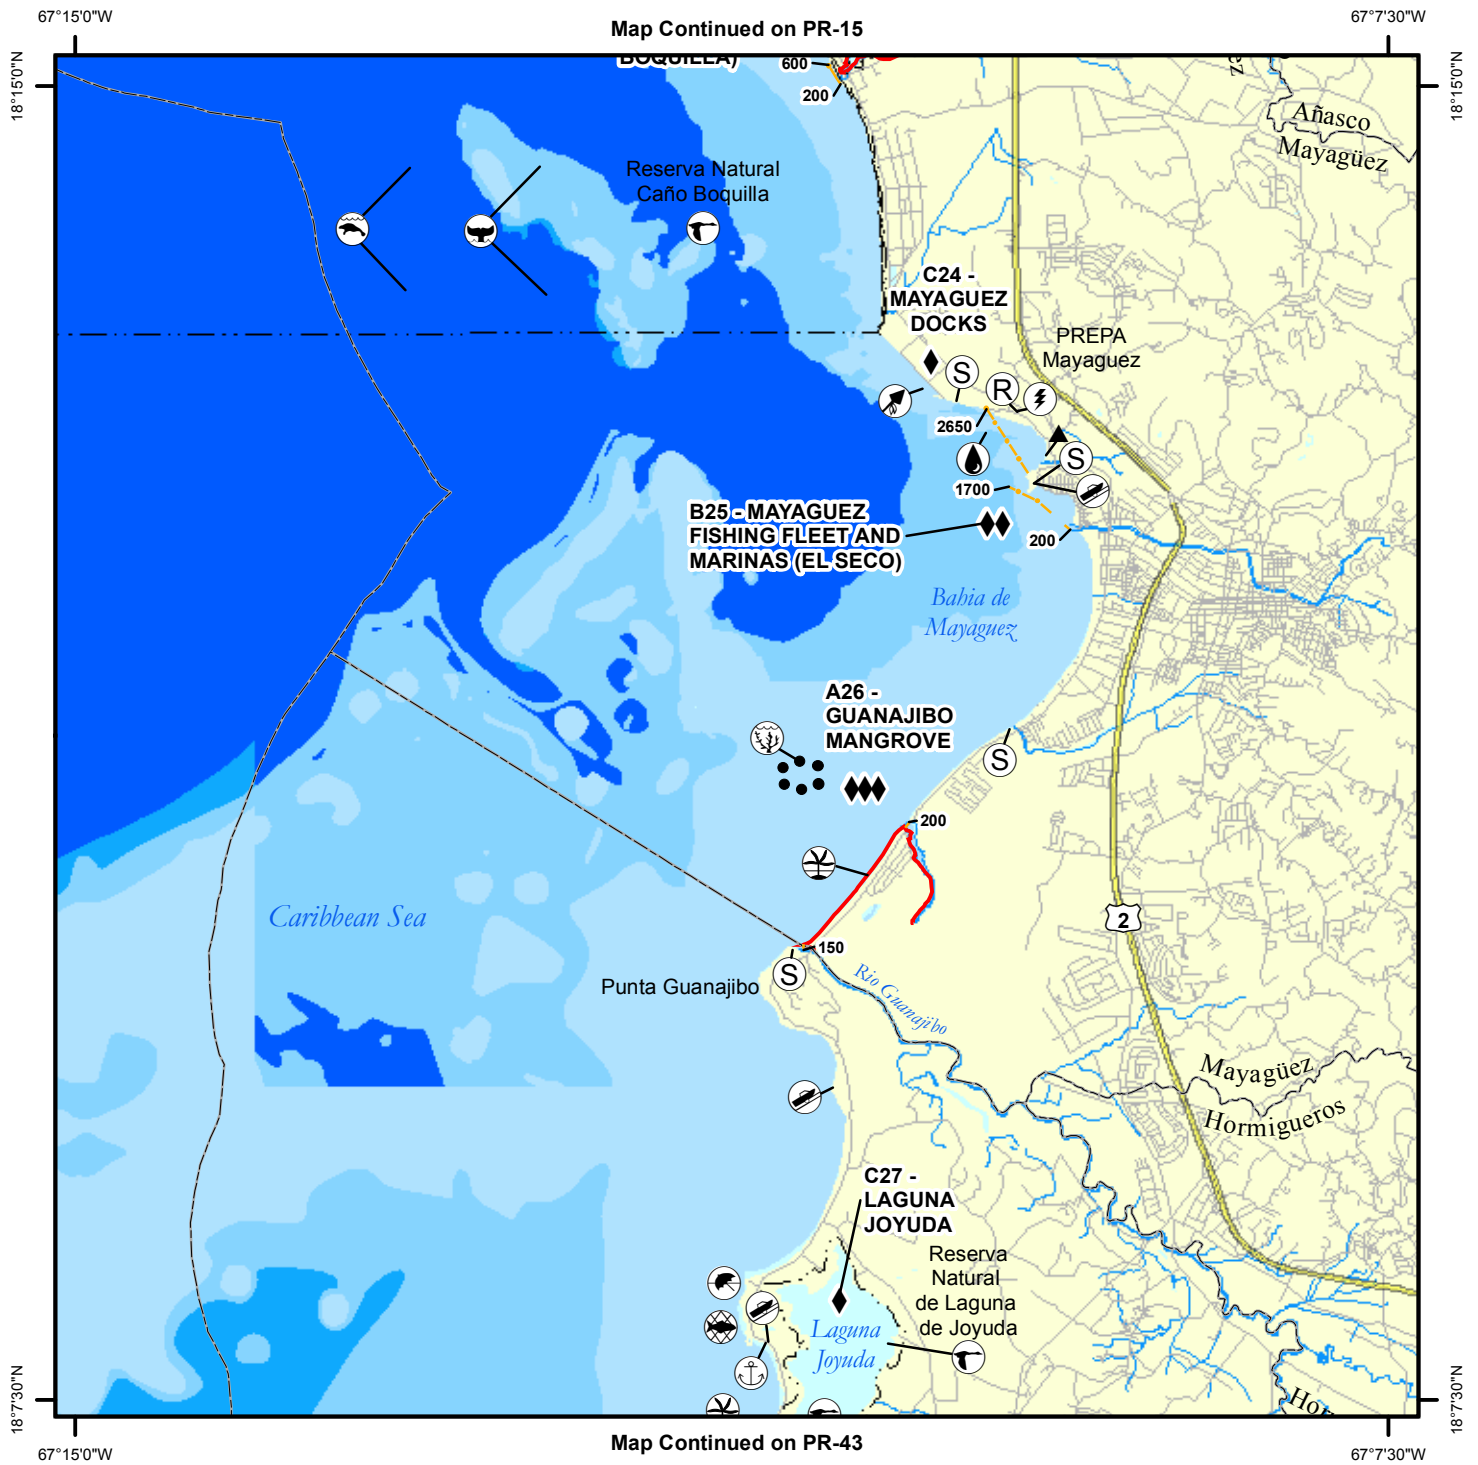 67°15'0"W
67°7'30"W
Map Continued on PR-15
18°15'0"N
18°15'0"N
BOQUILLA)
600
200
Añasco
Mayagüez
Reserva Natural
Caño Boquilla
C24 -
MAYAGUEZ
DOCKS
PREPA
Mayaguez
S
R
2650
S
1700
B25 - MAYAGUEZ
FISHING FLEET AND
MARINAS (EL SECO)
200
Bahia de
Mayaguez
A26 -
GUANAJIBO
MANGROVE
S
200
Caribbean Sea
2
150
S
Punta Guanajibo
Rio Guanajibo
Mayagüez
Hormigueros
C27 -
LAGUNA
JOYUDA
Reserva
Natural
de Laguna
de Joyuda
Laguna
Joyuda
18°7'30"N
18°7'30"N
67°15'0"W
67°7'30"W
Map Continued on PR-43